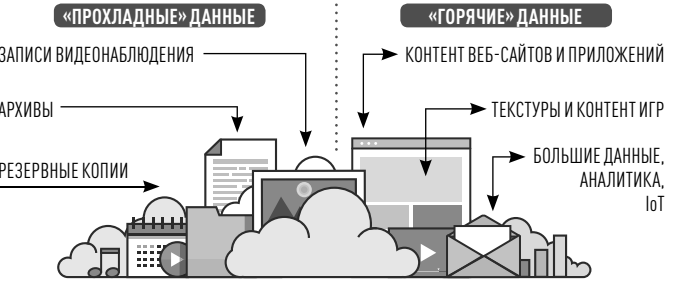 «ПРОХЛАДНЫЕ» ДАННЫЕ
«ГОРЯЧИЕ» ДАННЫЕ
ЗАПИСИ ВИДЕОНАБЛЮДЕНИЯ
КОНТЕНТ ВЕБ-САЙТОВ И ПРИЛОЖЕНИЙ
АРХИВЫ
ТЕКСТУРЫ И КОНТЕНТ ИГР
РЕЗЕРВНЫЕ КОПИИ
БОЛЬШИЕ ДАННЫЕ,
АНАЛИТИКА,
IoT